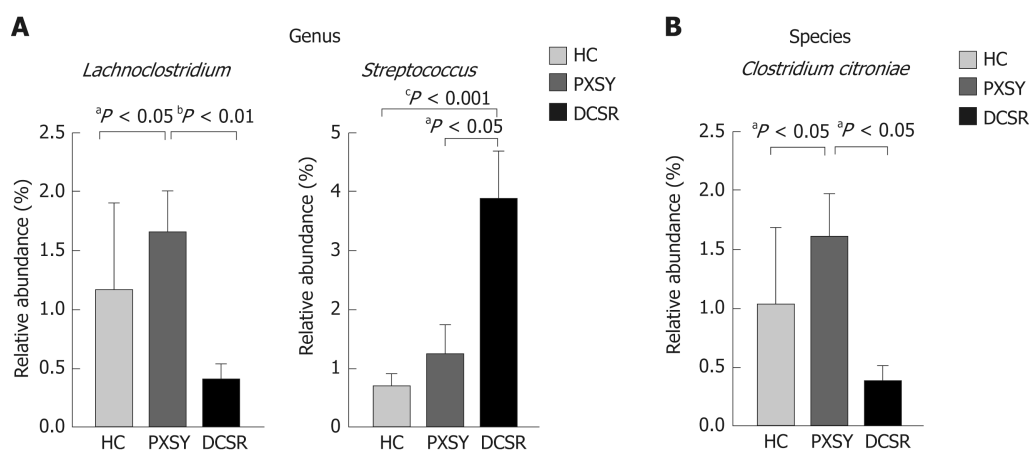 A
Genus
Lachnoclostridium
ᵃP < 0.05 ᵇP < 0.01
Relative abundance (%)
2.5
2.0
1.5
1.0
0.5
0.0
HC PXSY DCSR
Streptococcus
ᶜP < 0.001
ᵃP < 0.05
Relative abundance (%)
5
4
3
2
1
0
HC PXSY DCSR
HC
PXSY
DCSR
B
Species
Clostridium citroniae
ᵃP < 0.05 ᵃP < 0.05
Relative abundance (%)
2.5
2.0
1.5
1.0
0.5
0.0
HC PXSY DCSR
HC
PXSY
DCSR